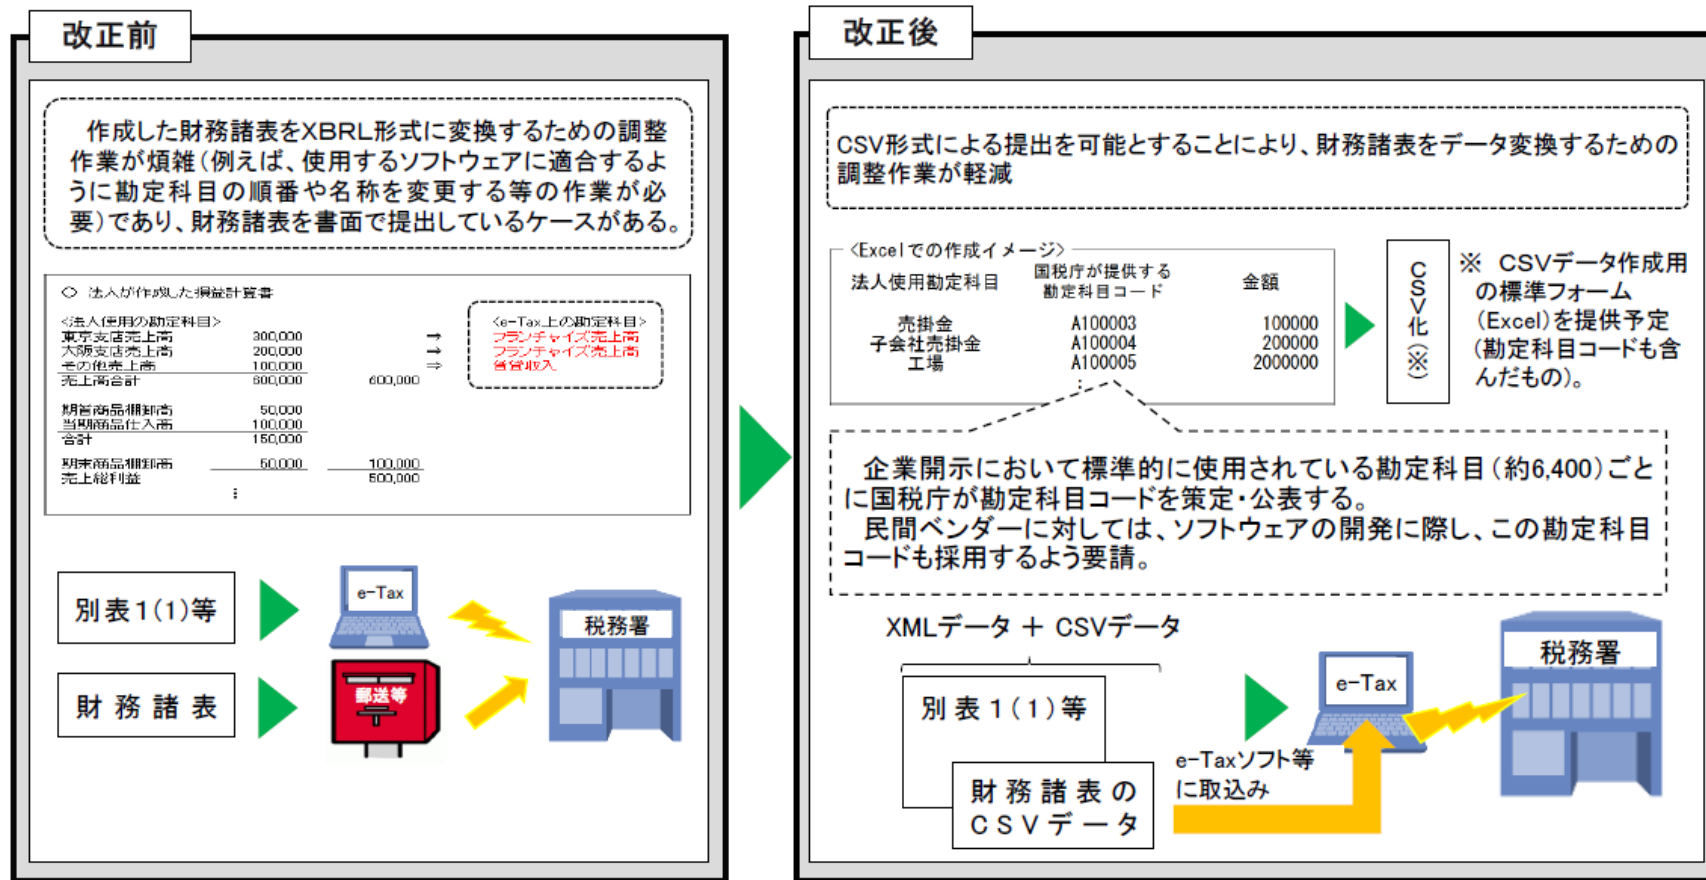 改正前
作成した財務諸表をXBRL形式に変換するための調整
作業が煩雑(例えば、使用するソフトウェアに適合するよ
うに勘定科目の順番や名称を変更する等の作業が必
要)であり、財務諸表を書面で提出しているケースがある。
○ 法人が作成した損益計算書
<法人使用の勘定科目>
<e-Tax上の勘定科目>
東京支店売上高 300,000 ⇒ フランチャイズ売上高
大阪支店売上高 200,000 ⇒ フランチャイズ売上高
その他売上高 100,000 ⇒ 賃貸収入
売上高合計 600,000 600,000
期首商品棚卸高 50,000
当期商品仕入高 100,000
合計 150,000
期末商品棚卸高 50,000 100,000
売上総利益 500,000
⋮
別表1(1)等
e-Tax
税務署
財務諸表
郵送等
改正後
CSV形式による提出を可能とすることにより、財務諸表をデータ変換するための
調整作業が軽減
<Excelでの作成イメージ>
法人使用勘定科目 国税庁が提供する 金額
勘定科目コード
売掛金 A100003 100000
子会社売掛金 A100004 200000
工場 A100005 2000000
⋮
CSV化(※)
※ CSVデータ作成用
の標準フォーム
(Excel)を提供予定
(勘定科目コードも含
んだもの)。
企業開示において標準的に使用されている勘定科目(約6,400)ごと
に国税庁が勘定科目コードを策定・公表する。
民間ベンダーに対しては、ソフトウェアの開発に際し、この勘定科目
コードも採用するよう要請。
XMLデータ + CSVデータ
別表1(1)等
財務諸表の
CSVデータ
e-Taxソフト等
に取込み
e-Tax
税務署